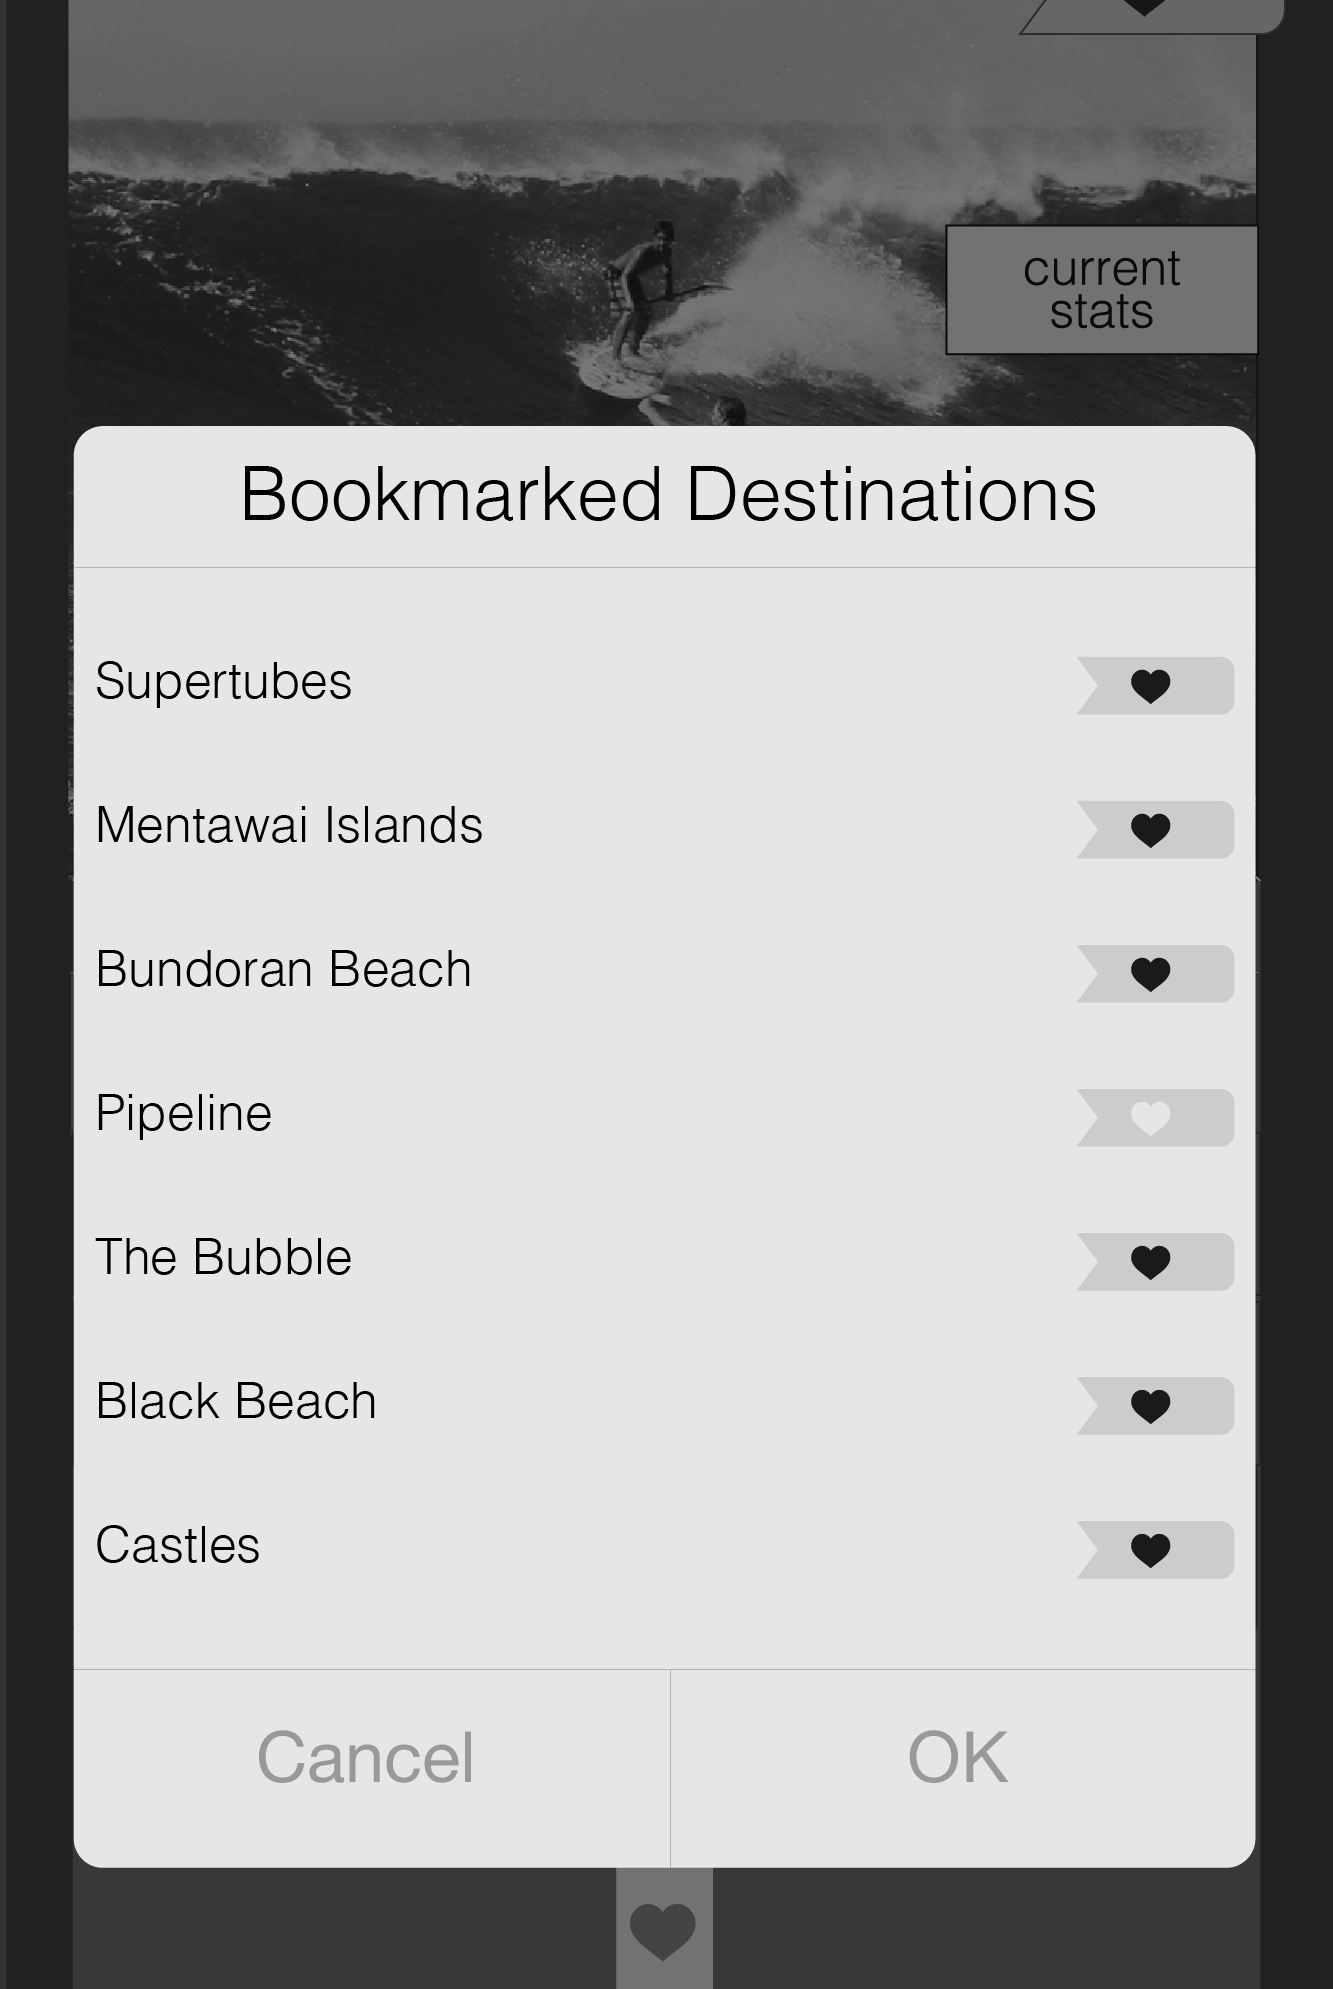 current
stats
Bookmarked Destinations
Supertubes
Mentawai Islands
Bundoran Beach
Pipeline
The Bubble
Black Beach
Castles
Cancel
OK